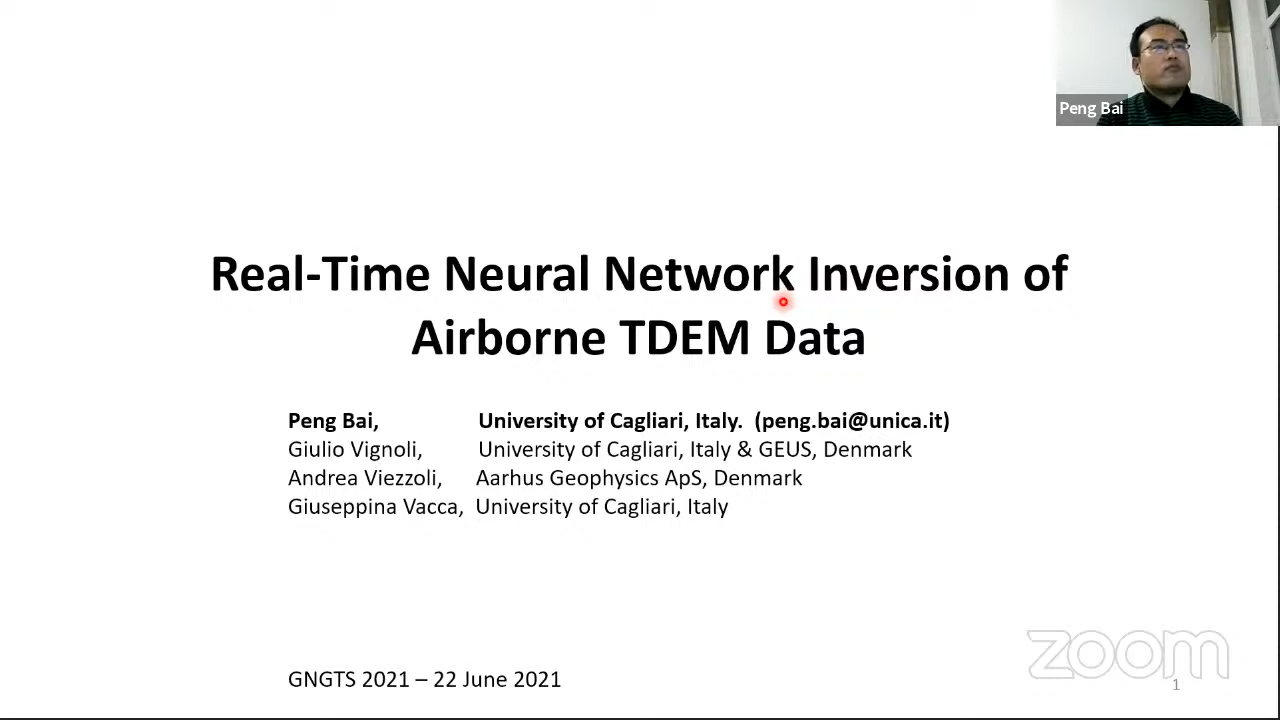 Peng Bai
Real-Time Neural Network Inversion of
Airborne TDEM Data
Peng Bai, University of Cagliari, Italy. (peng.bai@unica.it)
Giulio Vignoli, University of Cagliari, Italy & GEUS, Denmark
Andrea Viezzoli, Aarhus Geophysics ApS, Denmark
Giuseppina Vacca, University of Cagliari, Italy
zoom
GNGTS 2021 – 22 June 2021
1